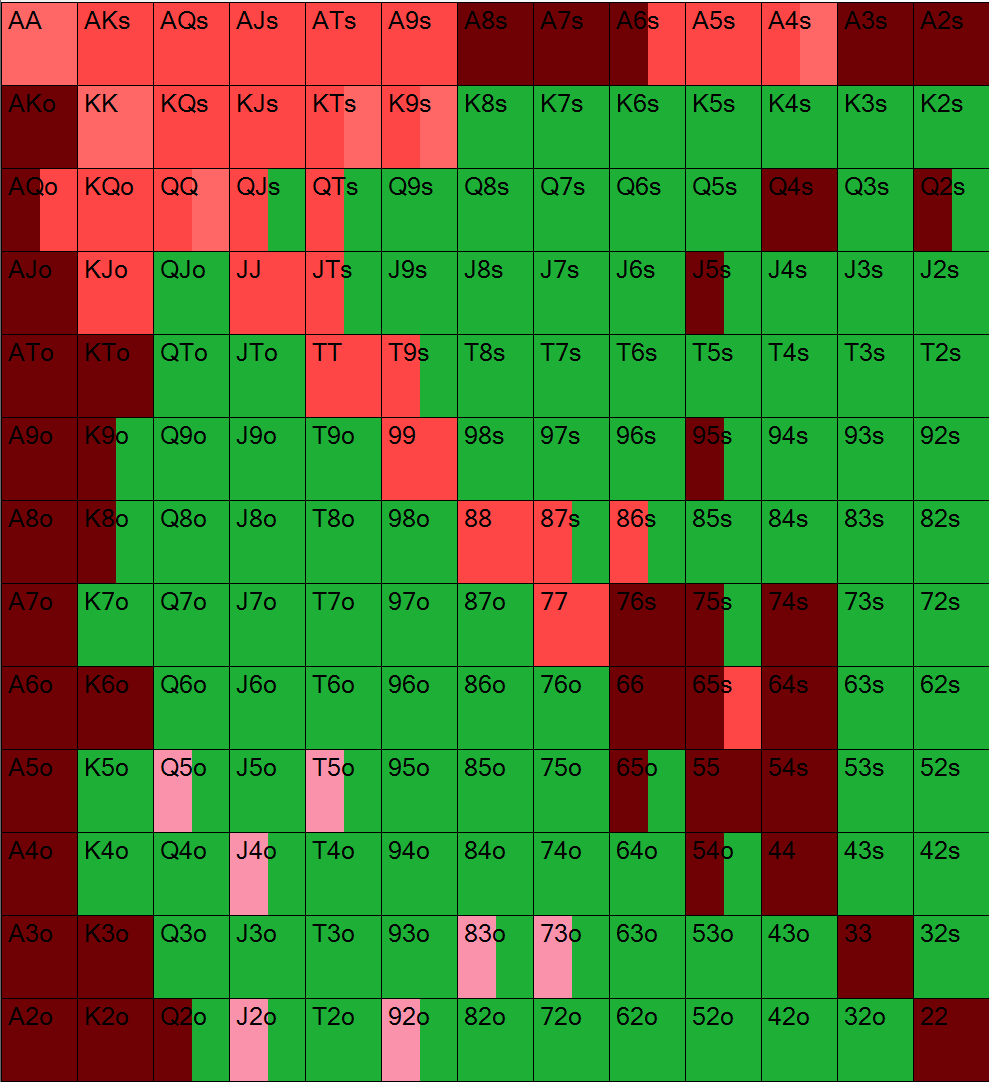 AA AKs AQs AJs ATs A9s A8s A7s A6s A5s A4s A3s A2s
AKo KK KQs KJs KTs K9s K8s K7s K6s K5s K4s K3s K2s
AQo KQo QQ QJs QTs Q9s Q8s Q7s Q6s Q5s Q4s Q3s Q2s
AJo KJo QJo JJ JTs J9s J8s J7s J6s J5s J4s J3s J2s
ATo KTo QTo JTo TT T9s T8s T7s T6s T5s T4s T3s T2s
A9o K9o Q9o J9o T9o 99 98s 97s 96s 95s 94s 93s 92s
A8o K8o Q8o J8o T8o 98o 88 87s 86s 85s 84s 83s 82s
A7o K7o Q7o J7o T7o 97o 87o 77 76s 75s 74s 73s 72s
A6o K6o Q6o J6o T6o 96o 86o 76o 66 65s 64s 63s 62s
A5o K5o Q5o J5o T5o 95o 85o 75o 65o 55 54s 53s 52s
A4o K4o Q4o J4o T4o 94o 84o 74o 64o 54o 44 43s 42s
A3o K3o Q3o J3o T3o 93o 83o 73o 63o 53o 43o 33 32s
A2o K2o Q2o J2o T2o 92o 82o 72o 62o 52o 42o 32o 22